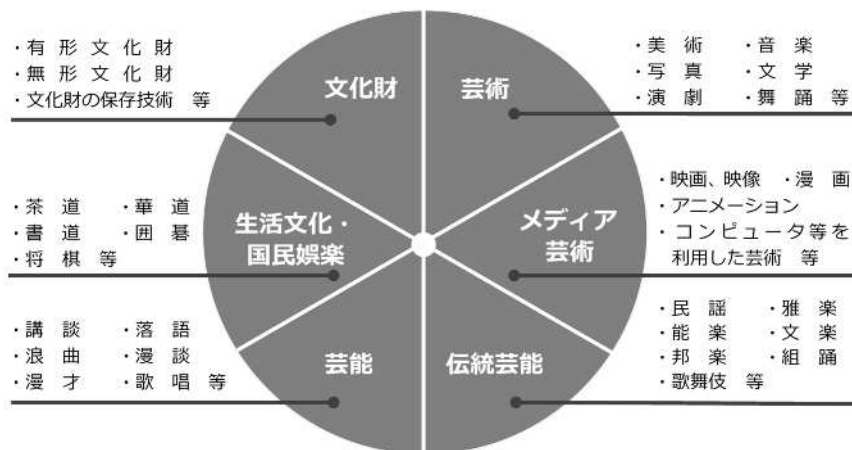 ・有形文化財
・無形文化財
・文化財の保存技術 等
文化財
芸術
・美術 ・音楽
・写真 ・文学
・演劇 ・舞踊 等
・茶道 ・華道
・書道 ・囲碁
・将棋 等
生活文化・
国民娯楽
メディア
芸術
・映画、映像 ・漫画
・アニメーション
・コンピュータ等を
利用した芸術 等
・講談 ・落語
・浪曲 ・漫談
・漫才 ・歌唱 等
芸能
伝統芸能
・民謡 ・雅楽
・能楽 ・文楽
・邦楽 ・組踊
・歌舞伎 等